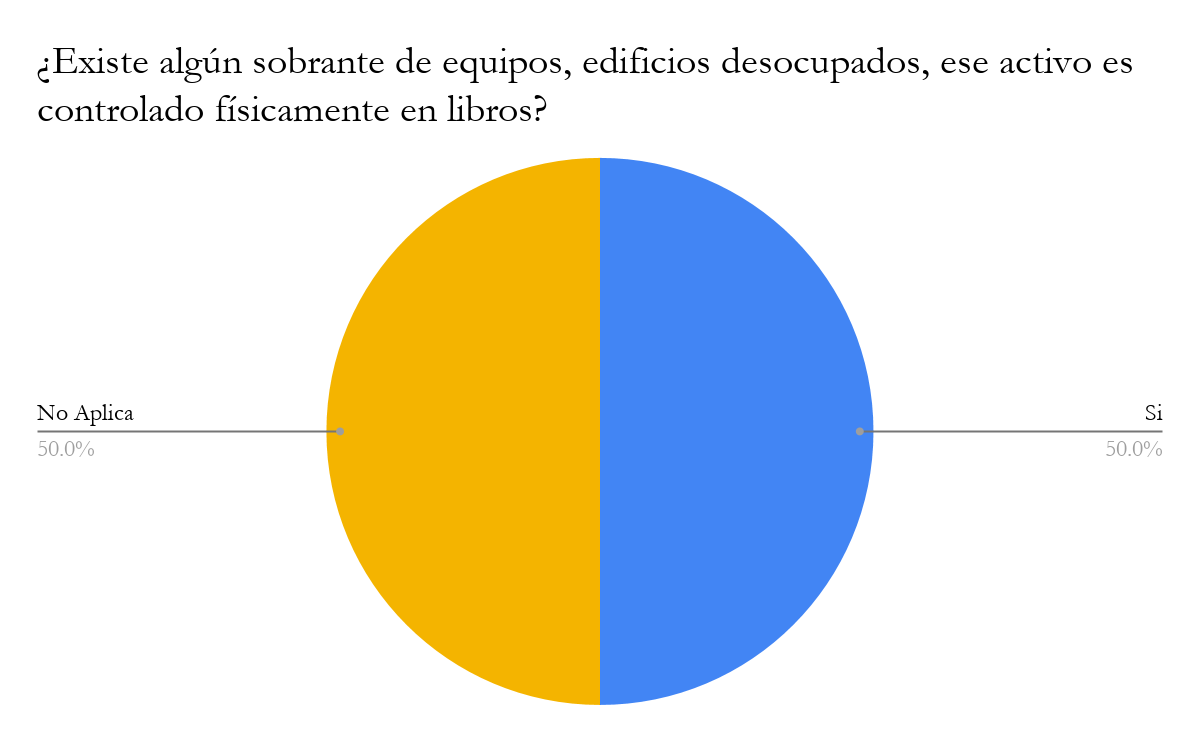 ¿Existe algún sobrante de equipos, edificios desocupados, ese activo es
controlado físicamente en libros?
No Aplica
50.0%
Si
50.0%